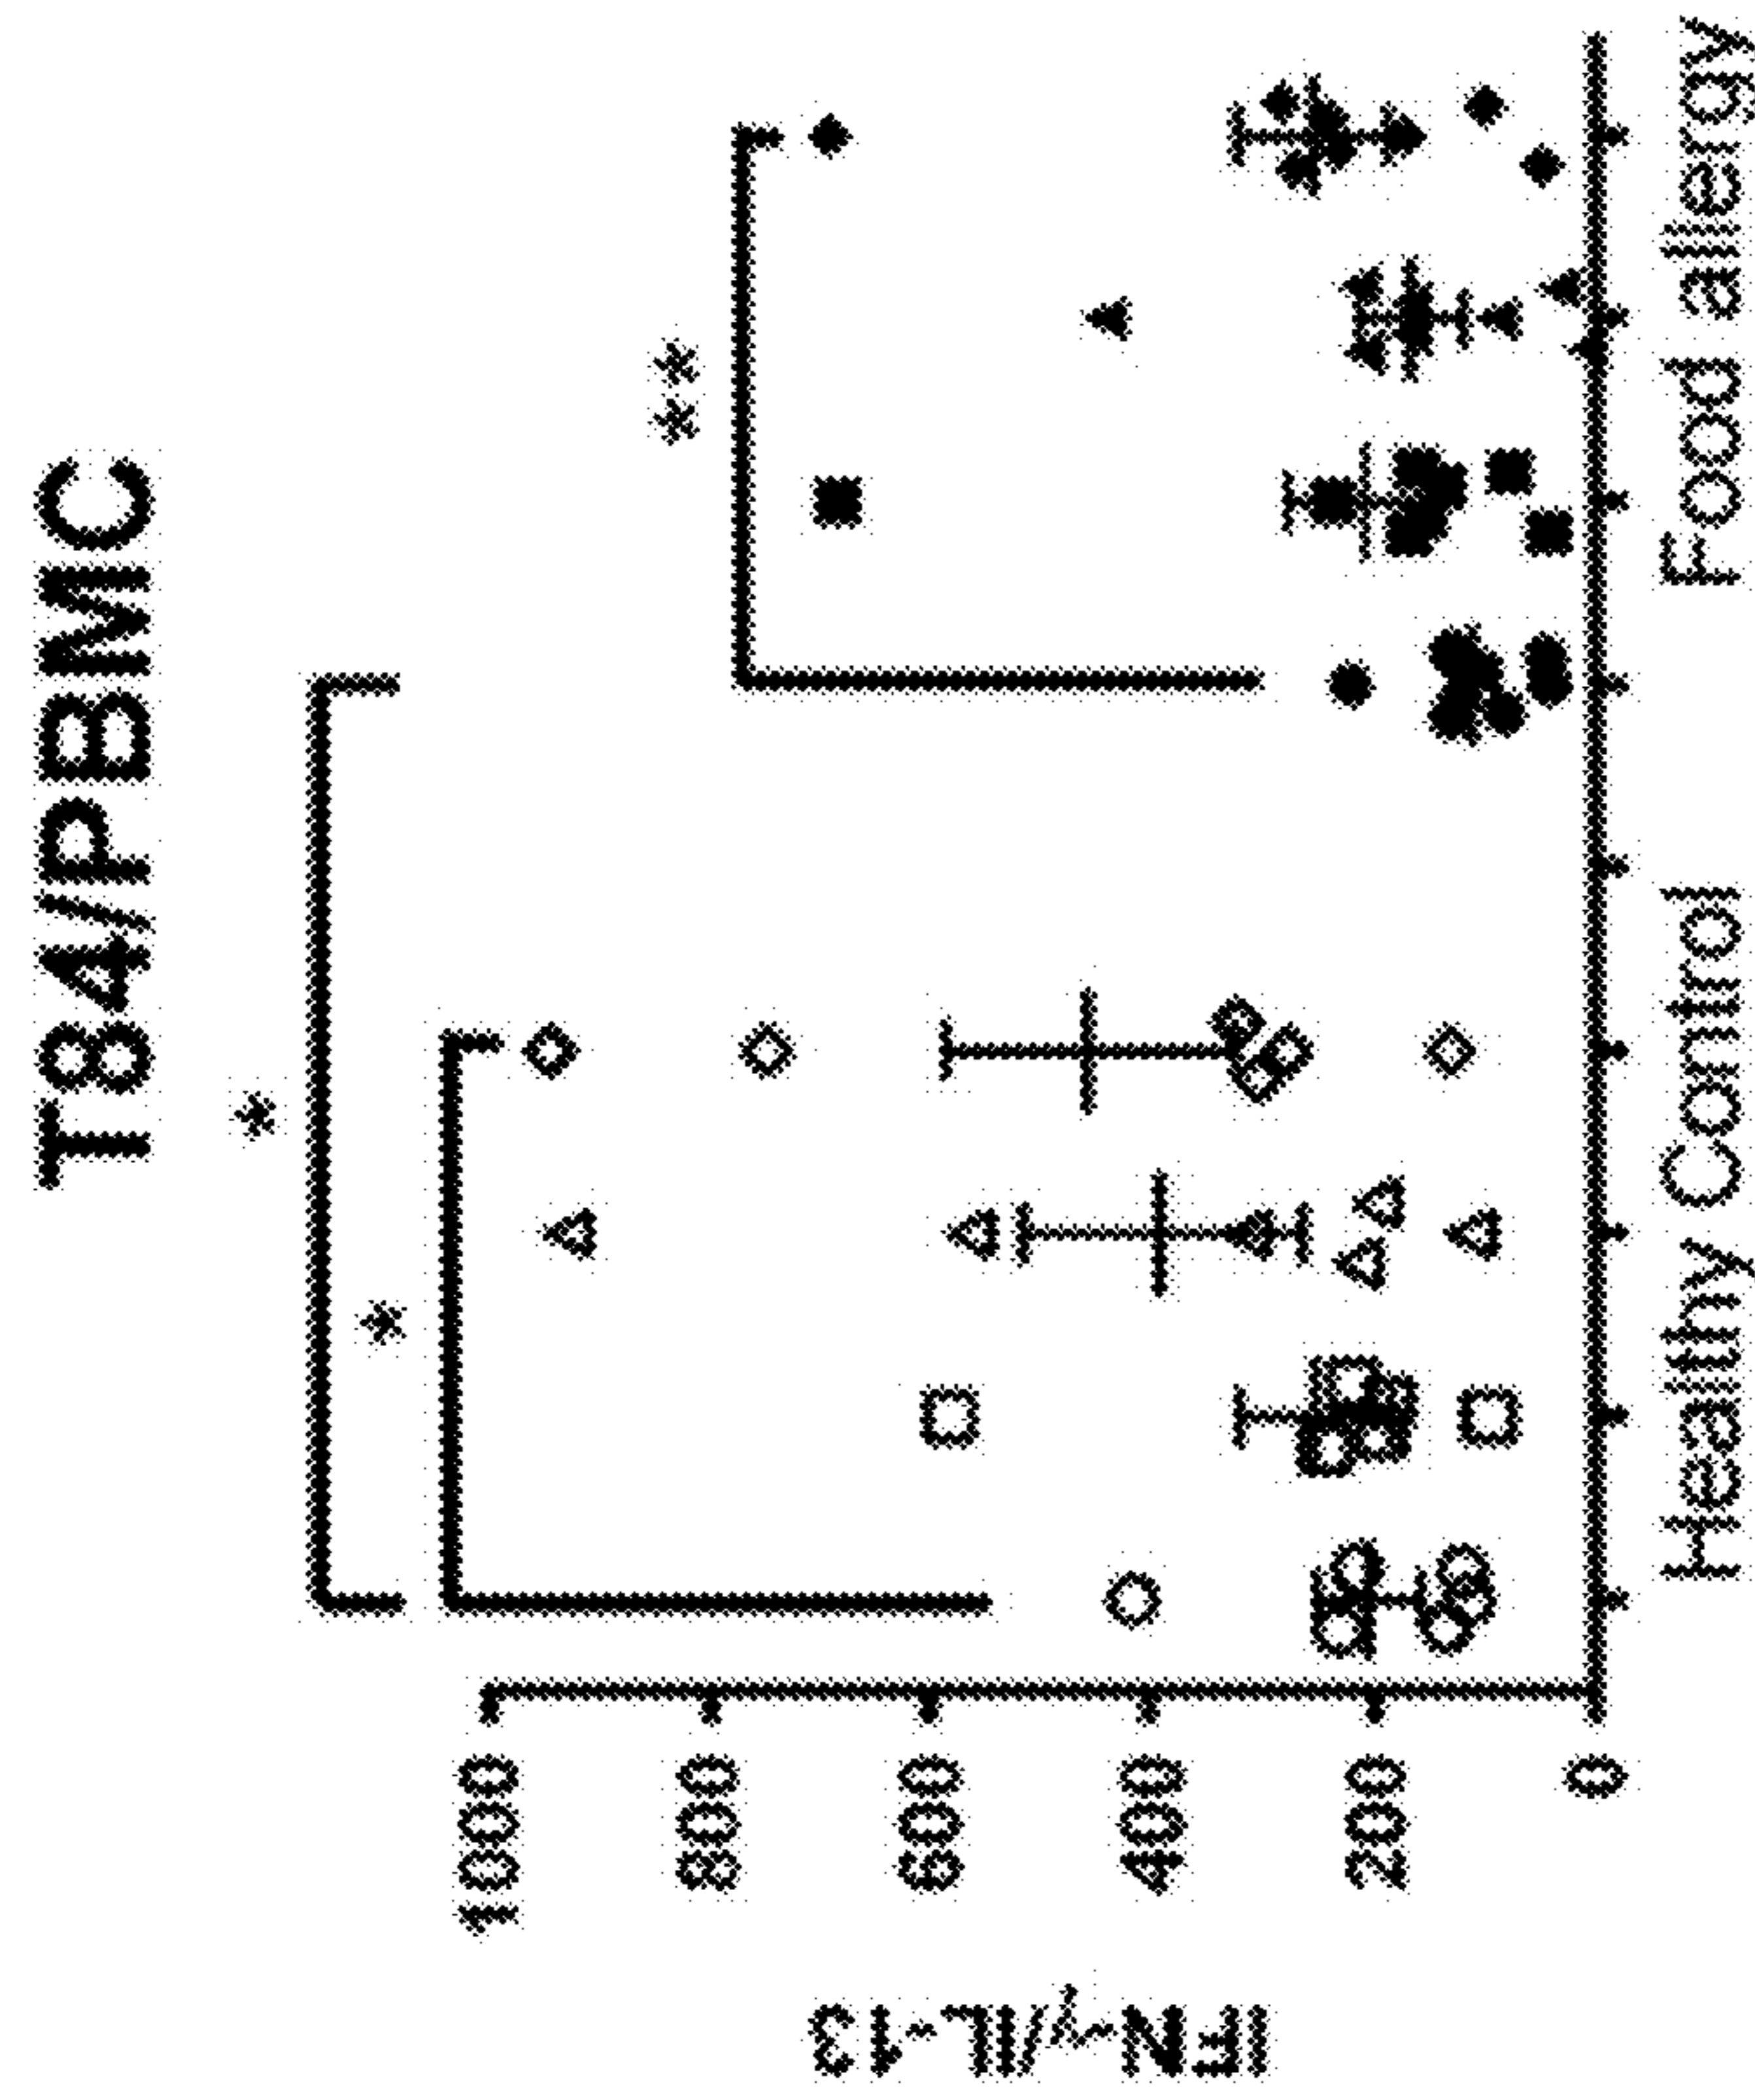 T84/PBMC
*
*
**
1000
800
600
400
200
0
IFN-γ/IL-13
Healthy Control
Food allergy